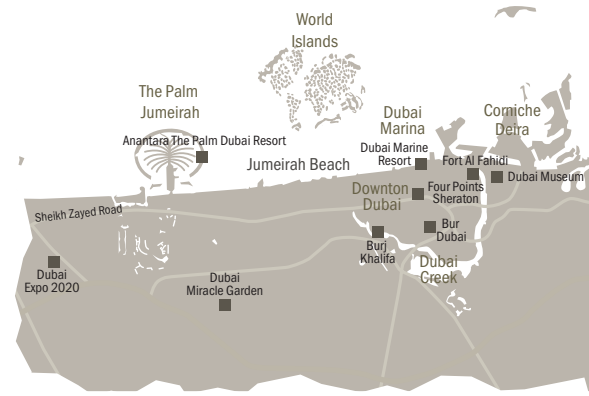 World
Islands
The Palm
Jumeirah
Anantara The Palm Dubai Resort
Jumeirah Beach
Dubai
Marina
Corniche
Deira
Dubai Marine
Resort
Fort Al Fahidi
Dubai Museum
Downton
Dubai
Four Points
Sheraton
Sheikh Zayed Road
Bur
Dubai
Burj
Khalifa
Dubai
Creek
Dubai
Expo 2020
Dubai
Miracle Garden